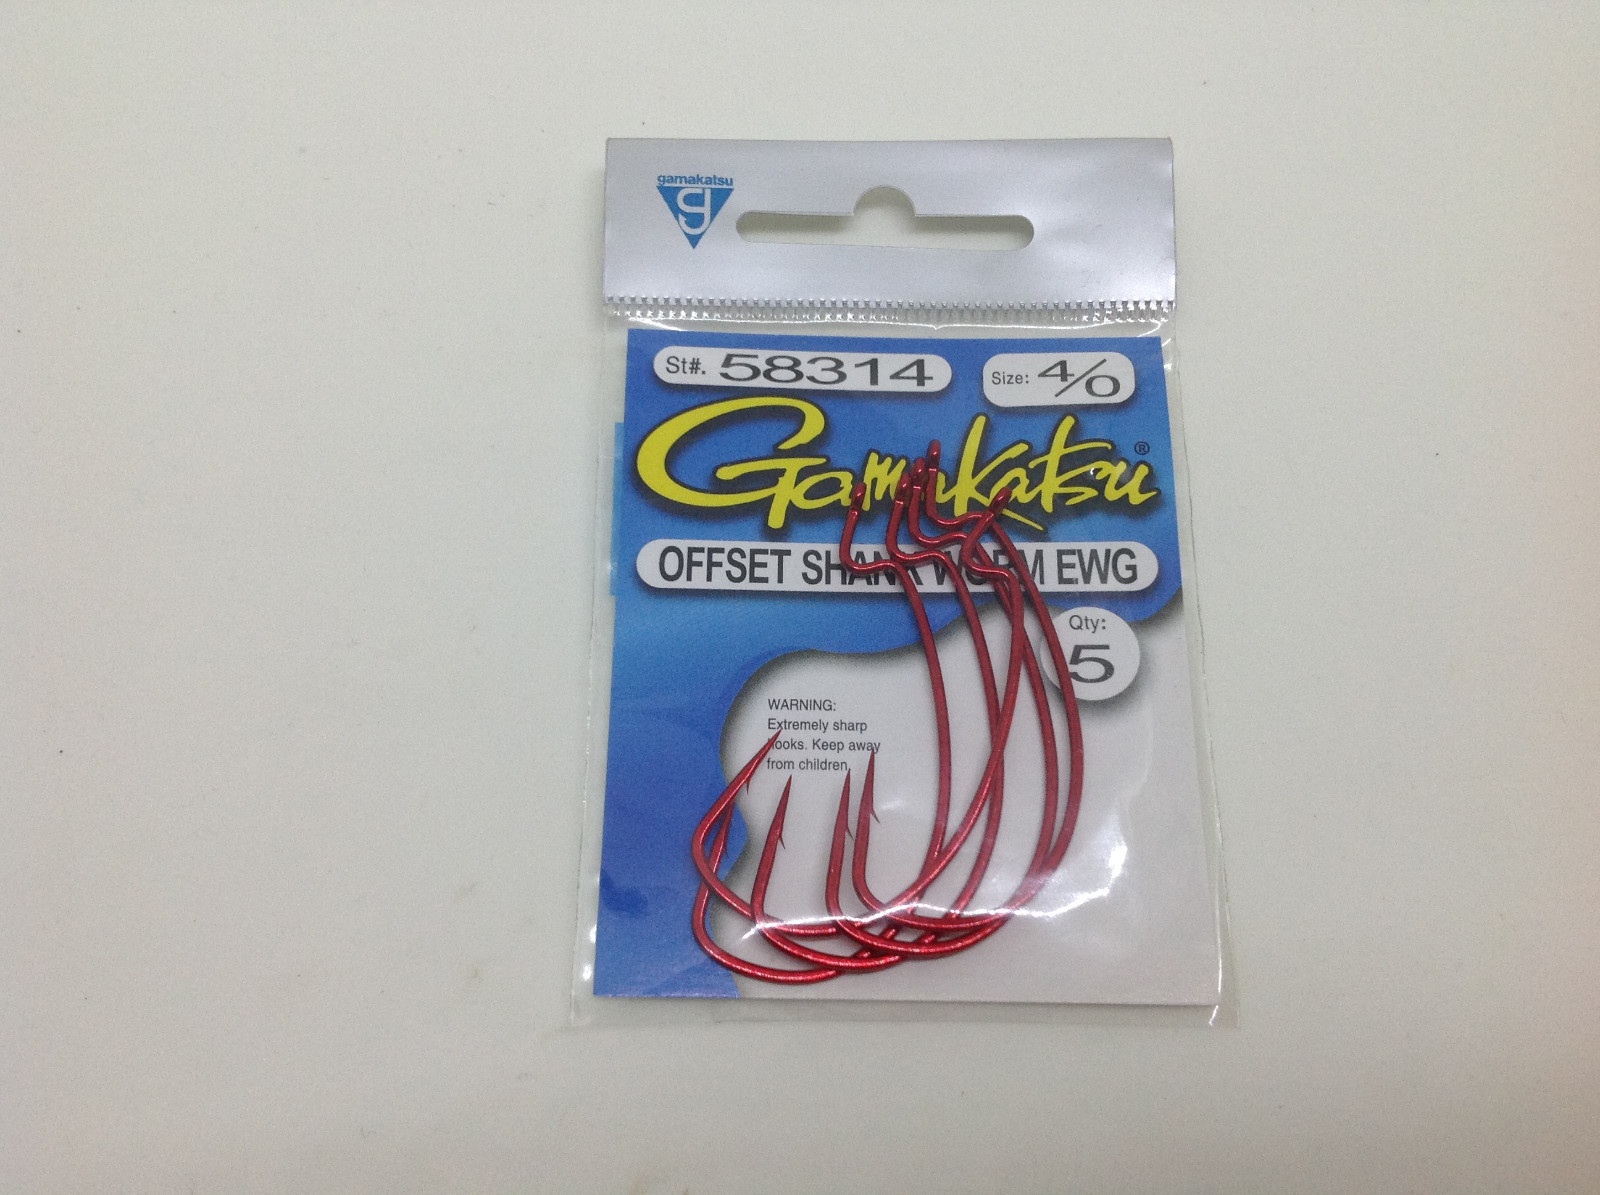 gamakatsu
g
St#. 58314
Size: 4/0
Gamakatsu®
OFFSET SHANK WORM EWG
Qty:
5
WARNING:
Extremely sharp
hooks. Keep away
from children.